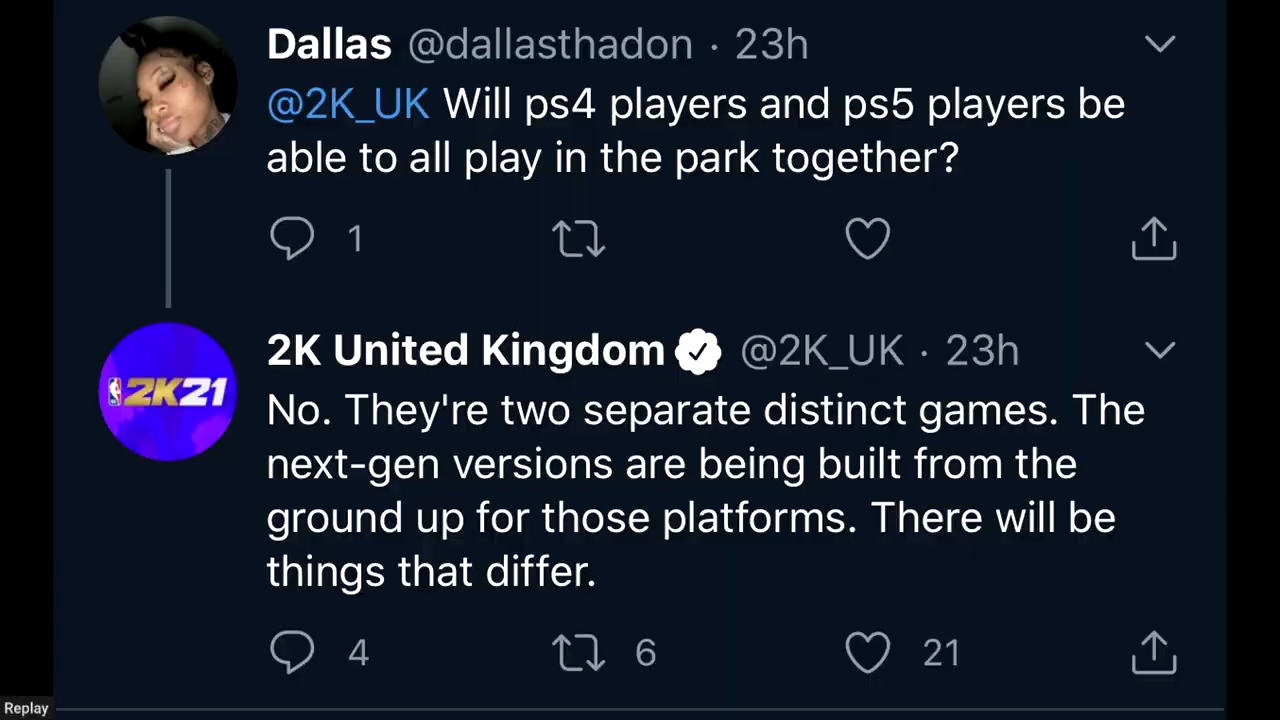 Dallas @dallasthadon · 23h
@2K_UK Will ps4 players and ps5 players be
able to all play in the park together?
1
2K United Kingdom @2K_UK · 23h
2K21
No. They're two separate distinct games. The
next-gen versions are being built from the
ground up for those platforms. There will be
things that differ.
4 6 21
Replay